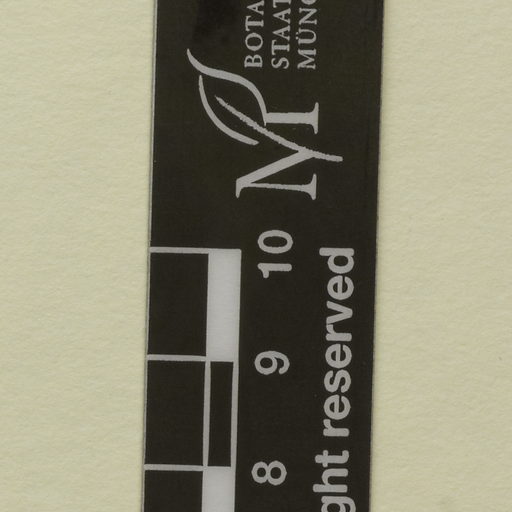 BOTA
STAAT
MÜNC
M
10
9
8
ght reserved